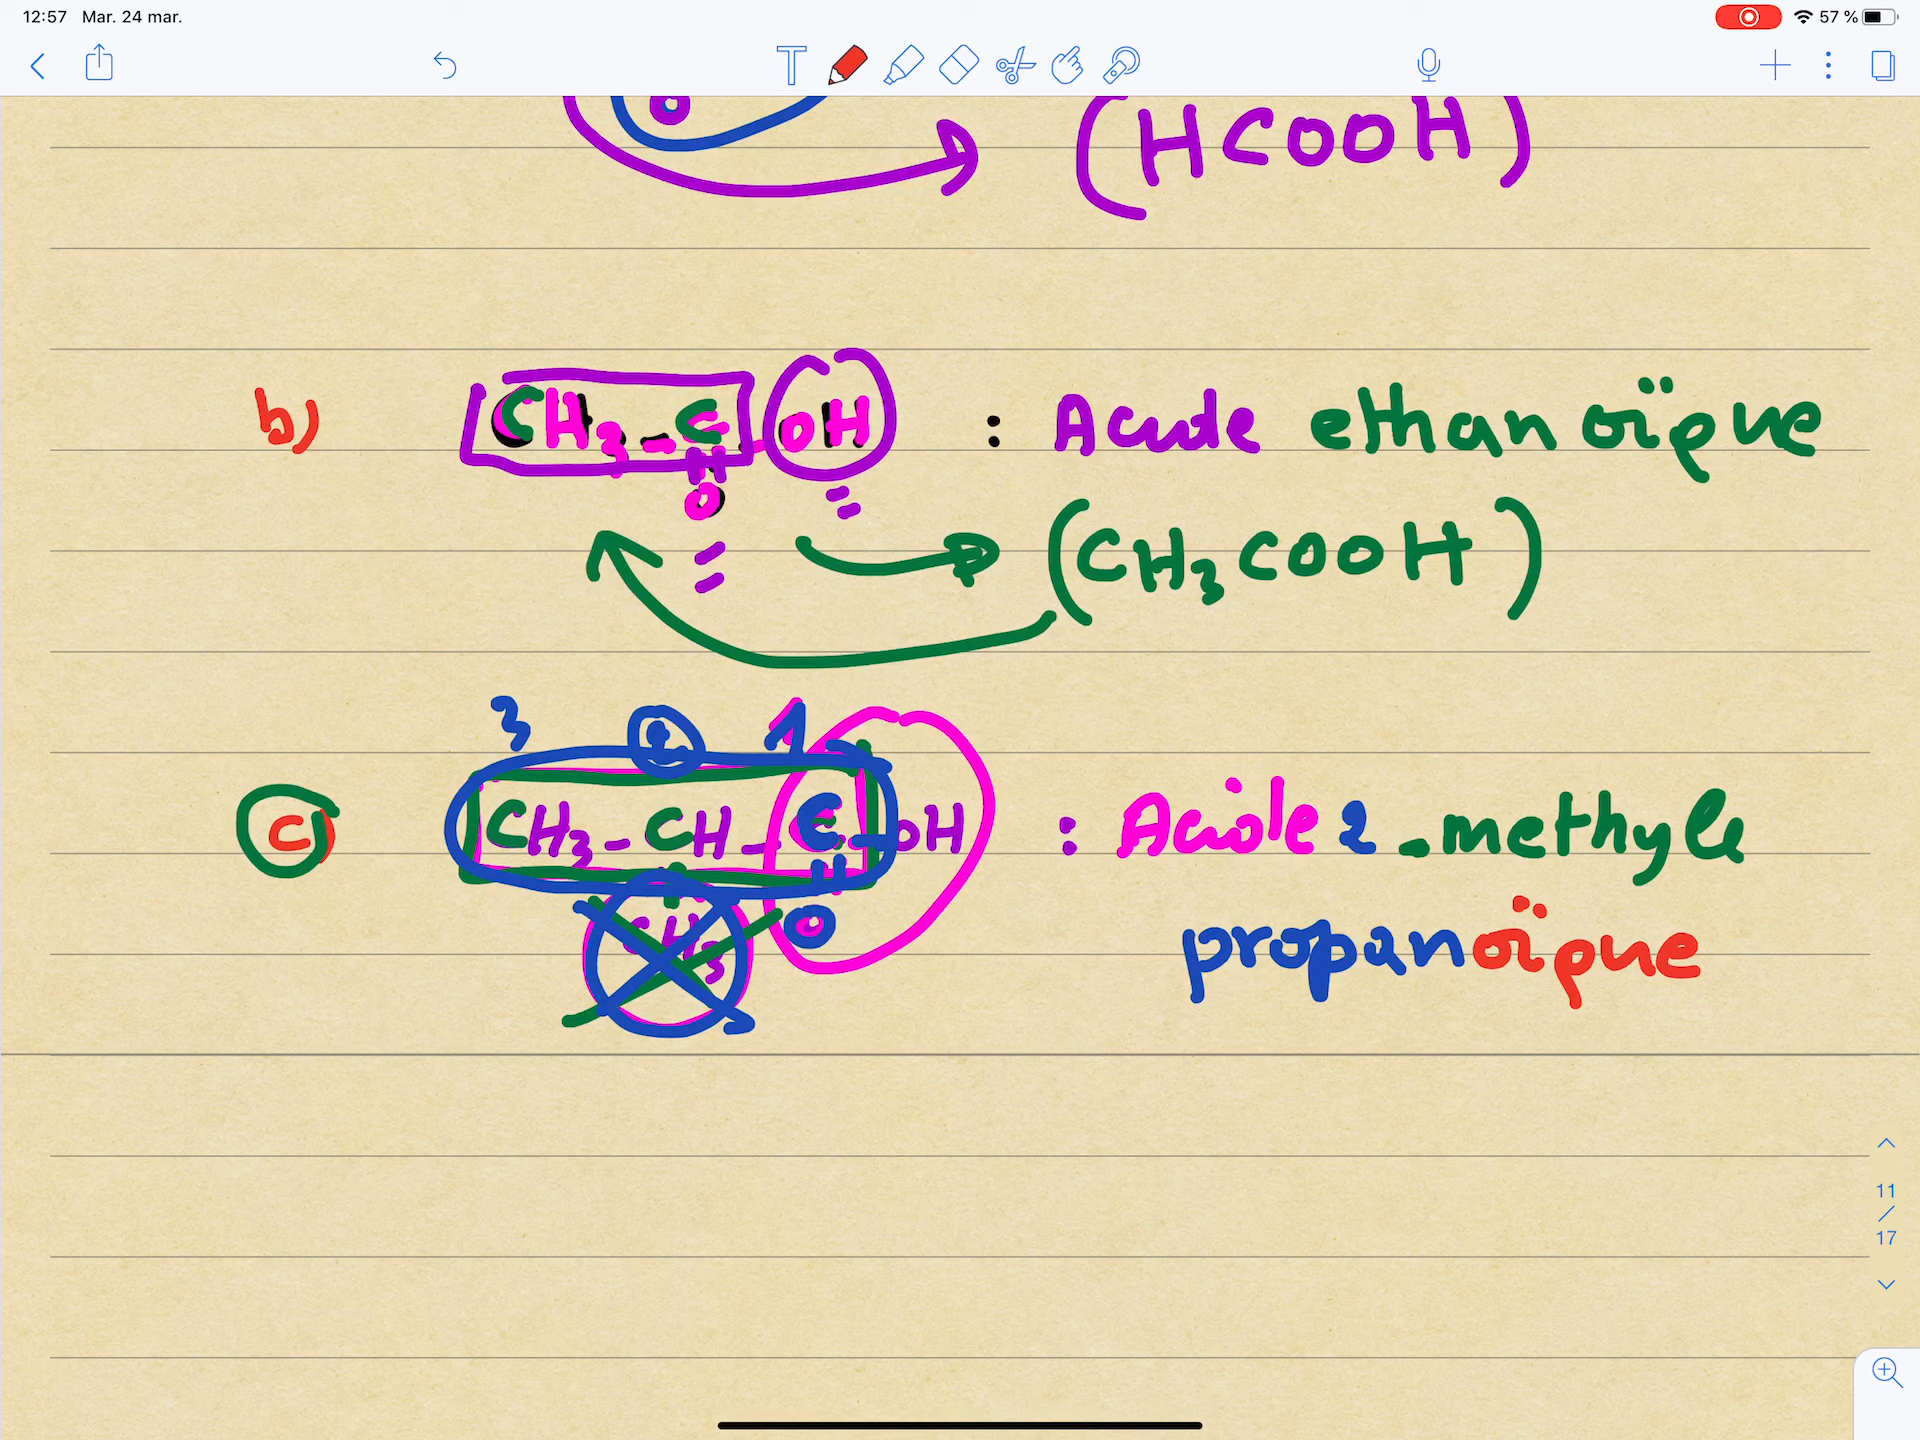 12:57 Mar. 24 mar. 57 %
O (HCOOH)
b) CH3-C-OH : Acide ethanoïque
O
(CH3COOH)
3 2 1
c) CH3-CH-C-OH : Acide 2-methyle
CH3 O propanoïque
11
/
17